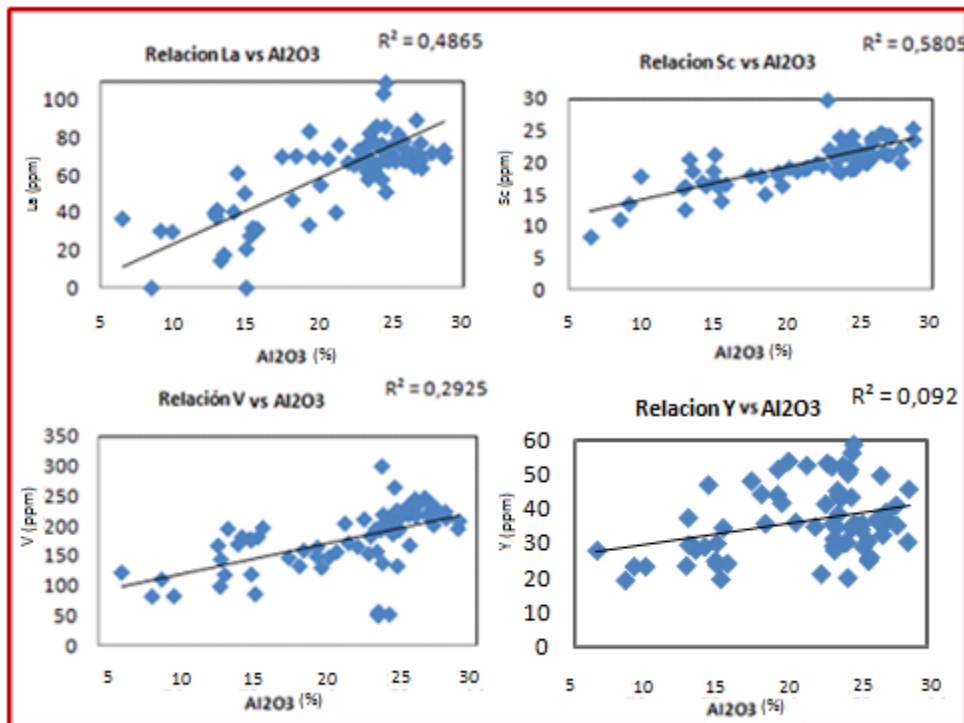 Relacion La vs Al2O3
R² = 0,4865
La (ppm)
100
80
60
40
20
0
5 10 15 20 25 30
Al2O3 (%)
Relacion Sc vs Al2O3
R² = 0,5805
Sc (ppm)
30
25
20
15
10
5
0
5 10 15 20 25 30
Al2O3 (%)
Relación V vs Al2O3
R² = 0,2925
V (ppm)
350
300
250
200
150
100
50
0
5 10 15 20 25 30
Al2O3 (%)
Relacion Y vs Al2O3
R² = 0,092
Y (ppm)
60
50
40
30
20
10
0
5 10 15 20 25 30
Al2O3 (%)